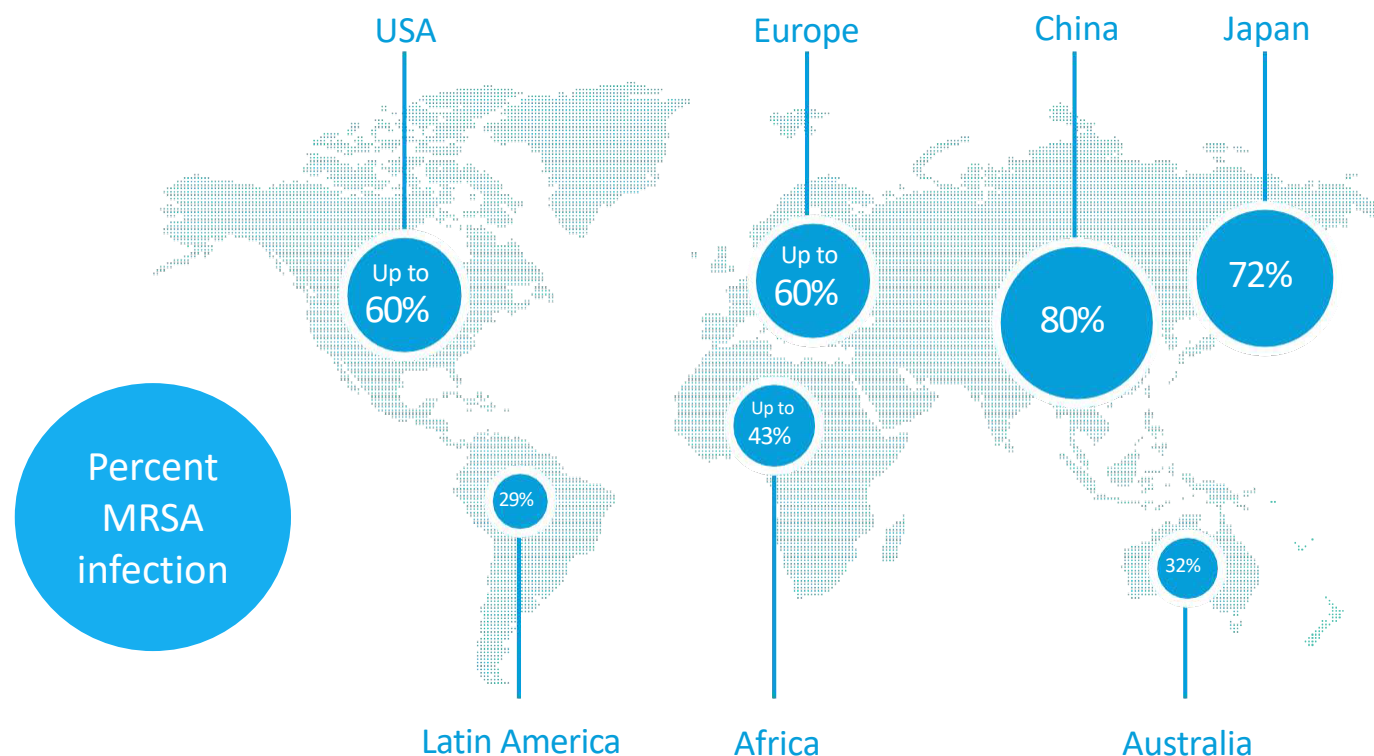 USA
Europe
China
Japan
Up to
60%
Up to
60%
80%
72%
Up to
43%
Percent
MRSA
infection
29%
32%
Latin America
Africa
Australia